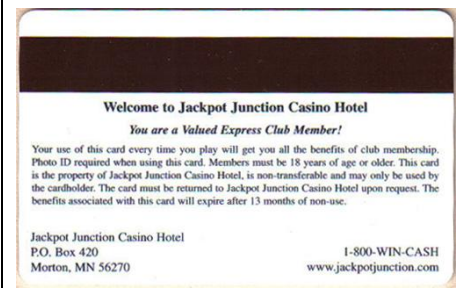 Welcome to Jackpot Junction Casino Hotel
You are a Valued Express Club Member!
Your use of this card every time you play will get you all the benefits of club membership.
Photo ID required when using this card. Members must be 18 years of age or older. This card
is the property of Jackpot Junction Casino Hotel, is non-transferable and may only be used by
the cardholder. The card must be returned to Jackpot Junction Casino Hotel upon request. The
benefits associated with this card will expire after 13 months of non-use.
Jackpot Junction Casino Hotel
P.O. Box 420
1-800-WIN-CASH
Morton, MN 56270
www.jackpotjunction.com